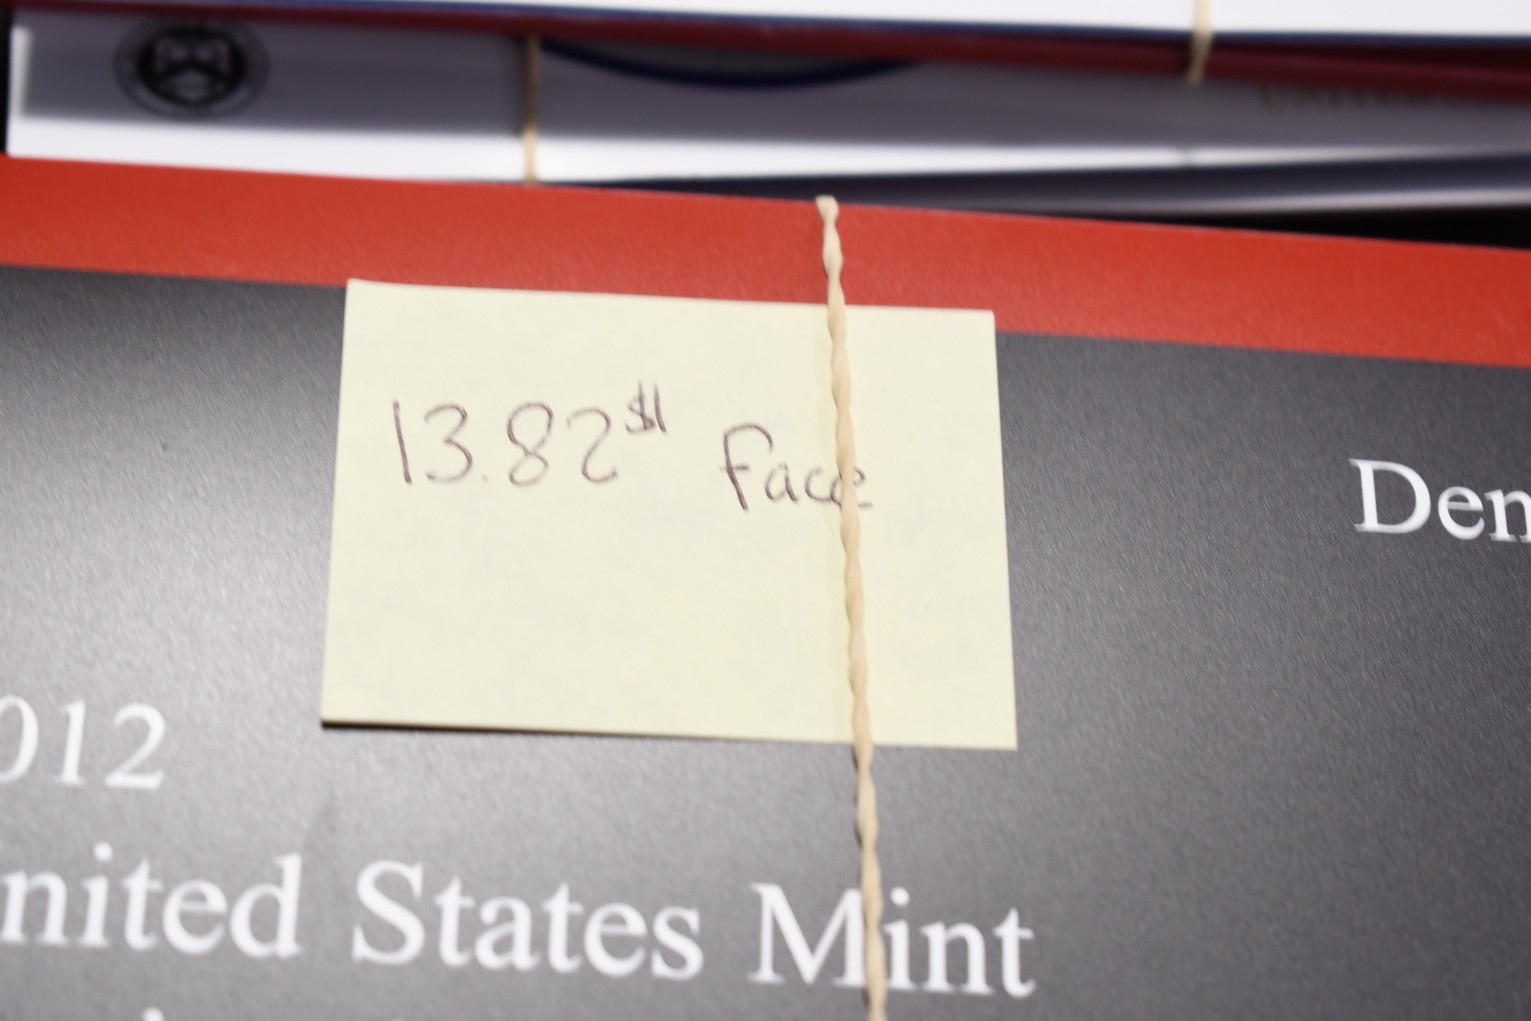 13.82$ Face
Den
012
nited States Mint